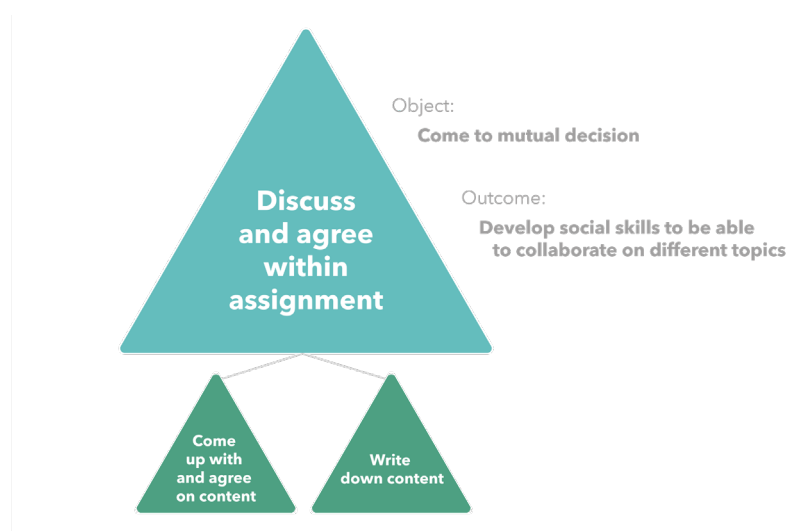 Object:
Come to mutual decision
Discuss
and agree
within
assignment
Outcome:
Develop social skills to be able
to collaborate on different topics
Come
up with
and agree
on content
Write
down content